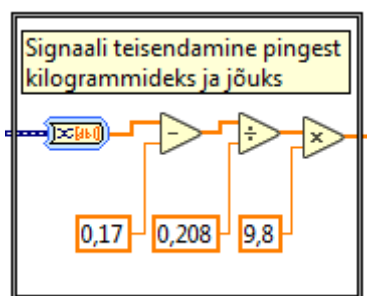 Signaali teisendamine pingest
kilogrammideks ja jõuks
0,17
0,208
9,8